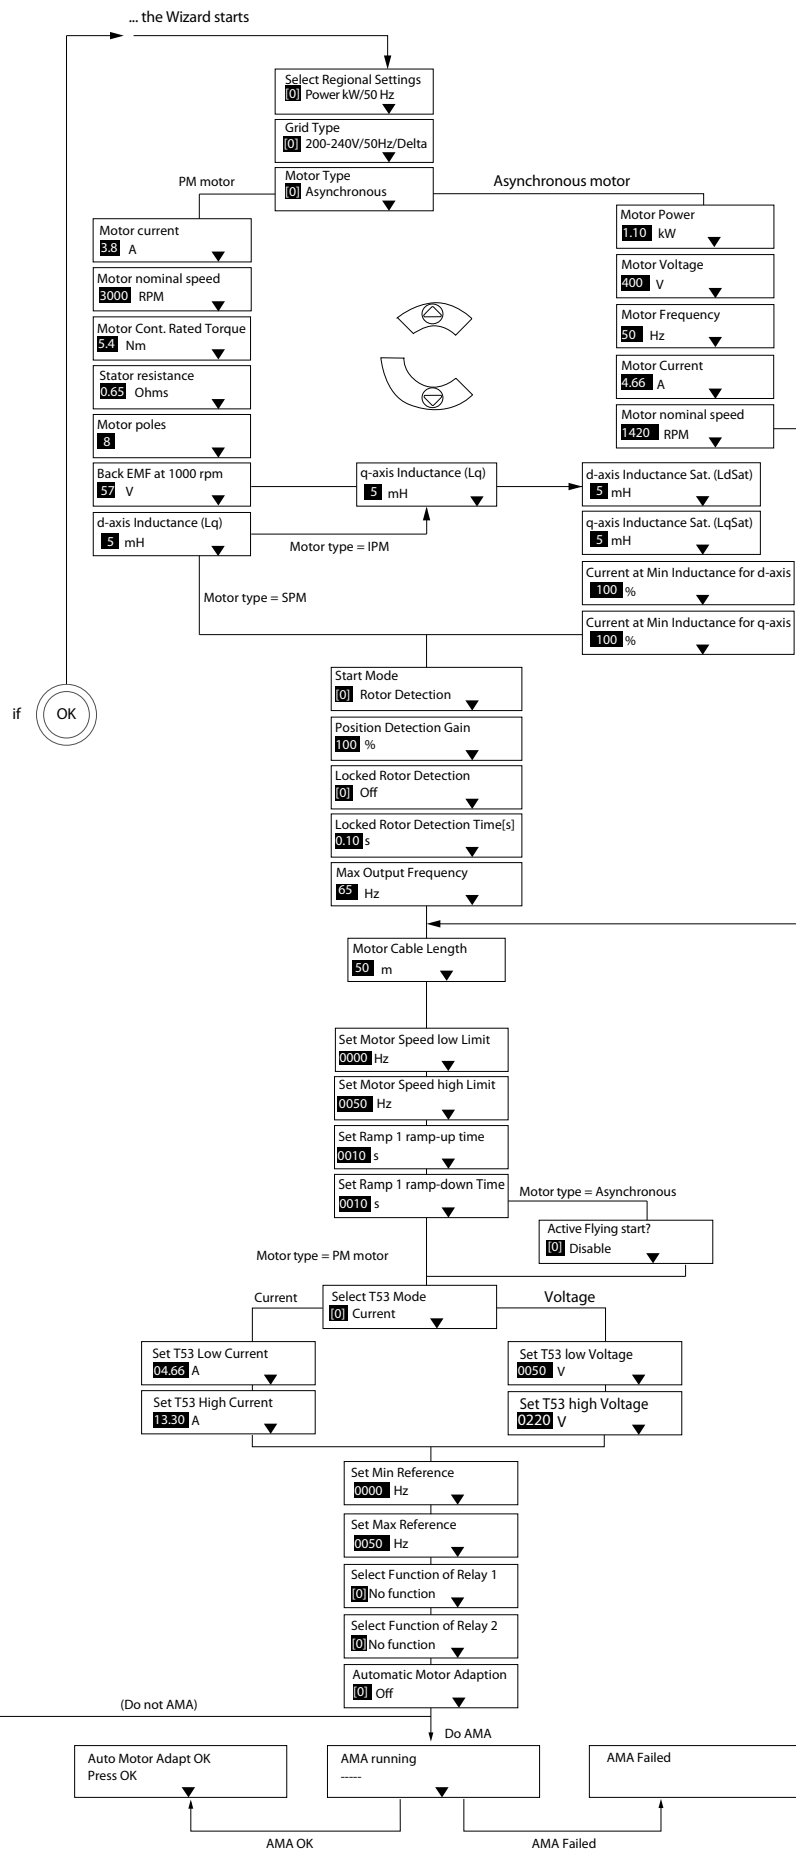 ... the Wizard starts
Select Regional Settings
[0] Power kW/50 Hz
Grid Type
[0] 200-240V/50Hz/Delta
Motor Type
[0] Asynchronous
PM motor
Asynchronous motor
Motor current
3.8 A
Motor nominal speed
3000 RPM
Motor Cont. Rated Torque
5.4 Nm
Stator resistance
0.65 Ohms
Motor poles
8
Back EMF at 1000 rpm
57 V
d-axis Inductance (Lq)
5 mH
Motor Power
1.10 kW
Motor Voltage
400 V
Motor Frequency
50 Hz
Motor Current
4.66 A
Motor nominal speed
1420 RPM
q-axis Inductance (Lq)
5 mH
Motor type = IPM
Motor type = SPM
d-axis Inductance Sat. (LdSat)
5 mH
q-axis Inductance Sat. (LqSat)
5 mH
Current at Min Inductance for d-axis
100 %
Current at Min Inductance for q-axis
100 %
if
OK
Start Mode
[0] Rotor Detection
Position Detection Gain
100 %
Locked Rotor Detection
[0] Off
Locked Rotor Detection Time[s]
0.10 s
Max Output Frequency
65 Hz
Motor Cable Length
50 m
Set Motor Speed low Limit
0000 Hz
Set Motor Speed high Limit
0050 Hz
Set Ramp 1 ramp-up time
0010 s
Set Ramp 1 ramp-down Time
0010 s
Motor type = Asynchronous
Active Flying start?
[0] Disable
Motor type = PM motor
Select T53 Mode
[0] Current
Current
Voltage
Set T53 Low Current
04.66 A
Set T53 High Current
13.30 A
Set T53 low Voltage
0050 V
Set T53 high Voltage
0220 V
Set Min Reference
0000 Hz
Set Max Reference
0050 Hz
Select Function of Relay 1
[0] No function
Select Function of Relay 2
[0] No function
Automatic Motor Adaption
[0] Off
(Do not AMA)
Do AMA
Auto Motor Adapt OK
Press OK
AMA running
-----
AMA Failed
AMA OK
AMA Failed